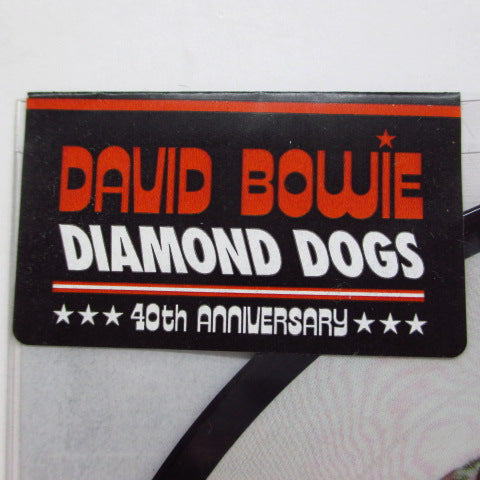 DAVID BOWIE
DIAMOND DOGS
★★★ 40th ANNIVERSARY ★★★